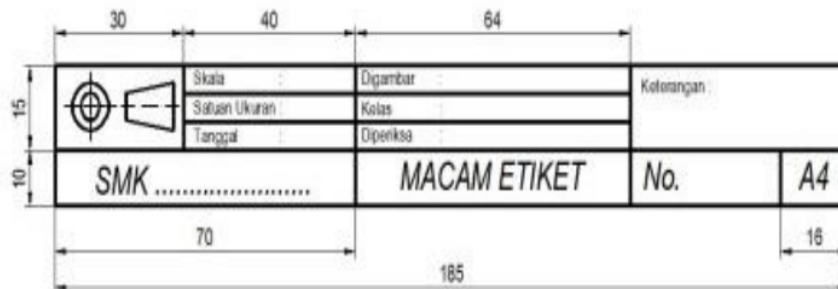 30 40 64
Skala : Digambar : Keterangan :
15
Satuan Ukuran : Kelas :
Tanggal : Diperiksa :
10
SMK ....................... MACAM ETIKET No. A4
70 16
185